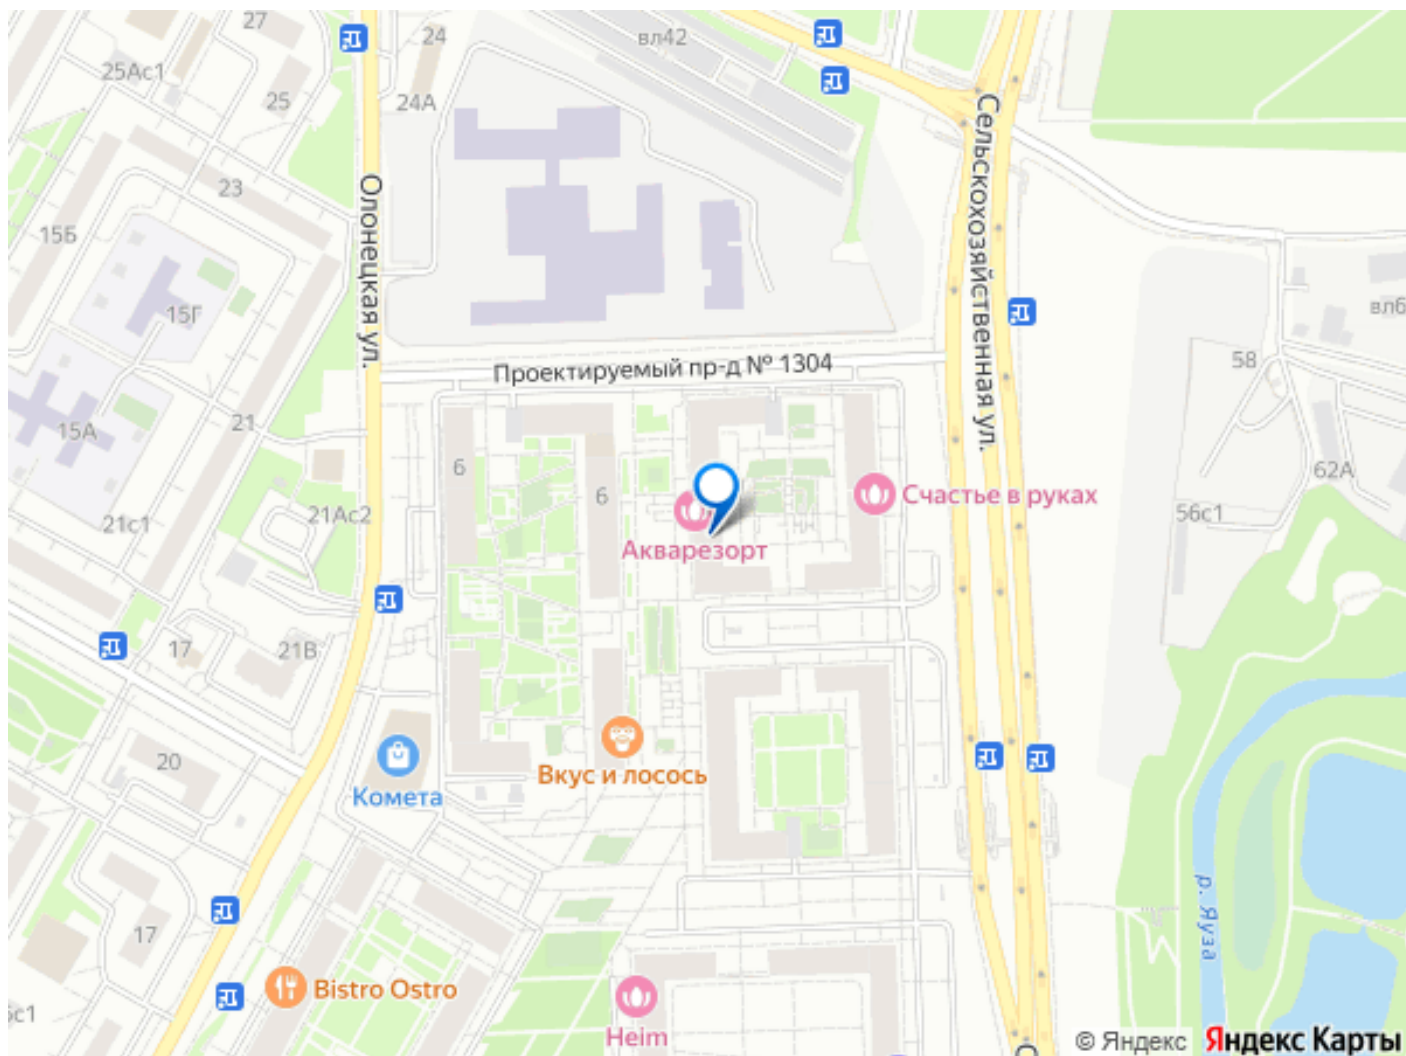 27
24
вл42
25Ас1
25
24А
Сельскохозяйственная ул.
Олонецкая ул.
23
15Б
15Г
вл6
58
Проектируемый пр-д № 1304
21
15А
6
6
62А
Счастье в руках
21с1
21Ас2
56с1
Акварезорт
17
21В
20
Вкус и лосось
Комета
р. Яуза
17
Bistro Ostro
с1
Heim
© Яндекс
Яндекс Карты